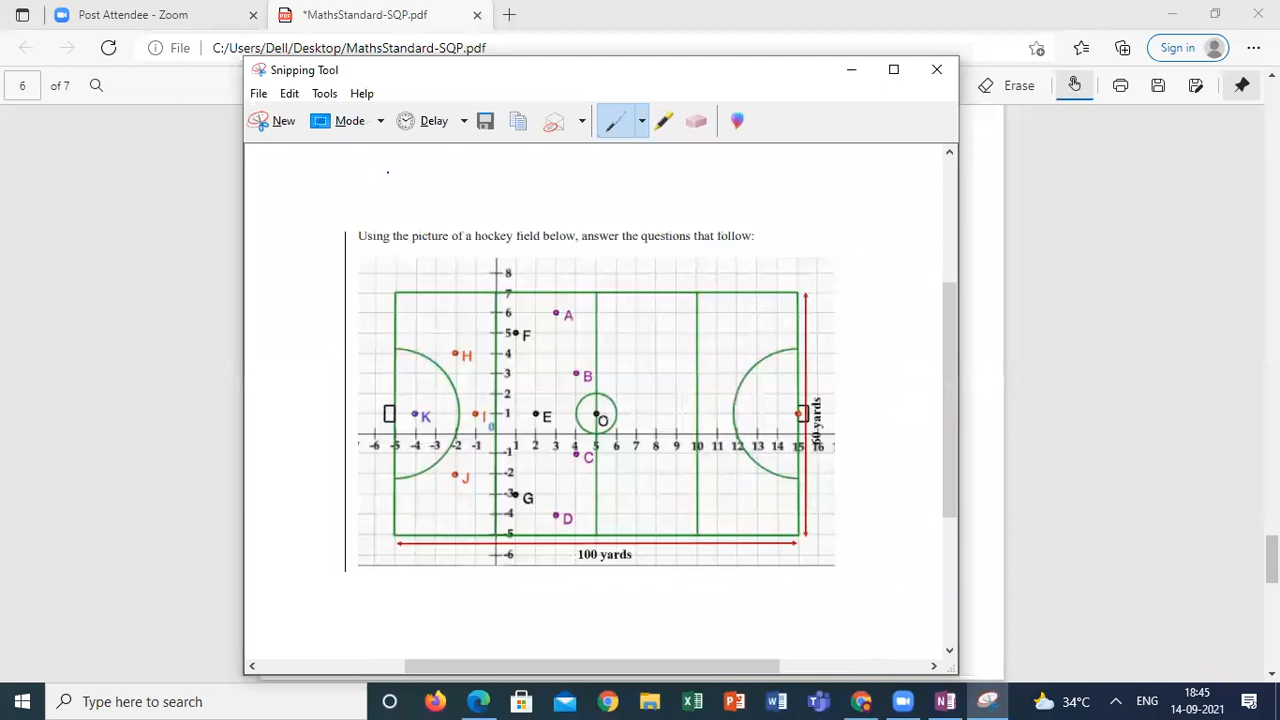 Post Attendee - Zoom
*MathsStandard-SQP.pdf
File C:/Users/Dell/Desktop/MathsStandard-SQP.pdf
Sign in
6 of 7
Erase
Snipping Tool
File Edit Tools Help
New Mode Delay
Using the picture of a hockey field below, answer the questions that follow:
8
7
6 A
5 F
4 H
3 B
2
K I 1 E O
0
-6 -5 -4 -3 -2 -1 1 2 3 4 5 6 7 8 9 10 11 12 13 14 15 16
60 yards
-1 C
-2 J
-3 G
-4 D
-5
-6 100 yards
Type here to search
34°C ENG
18:45
14-09-2021